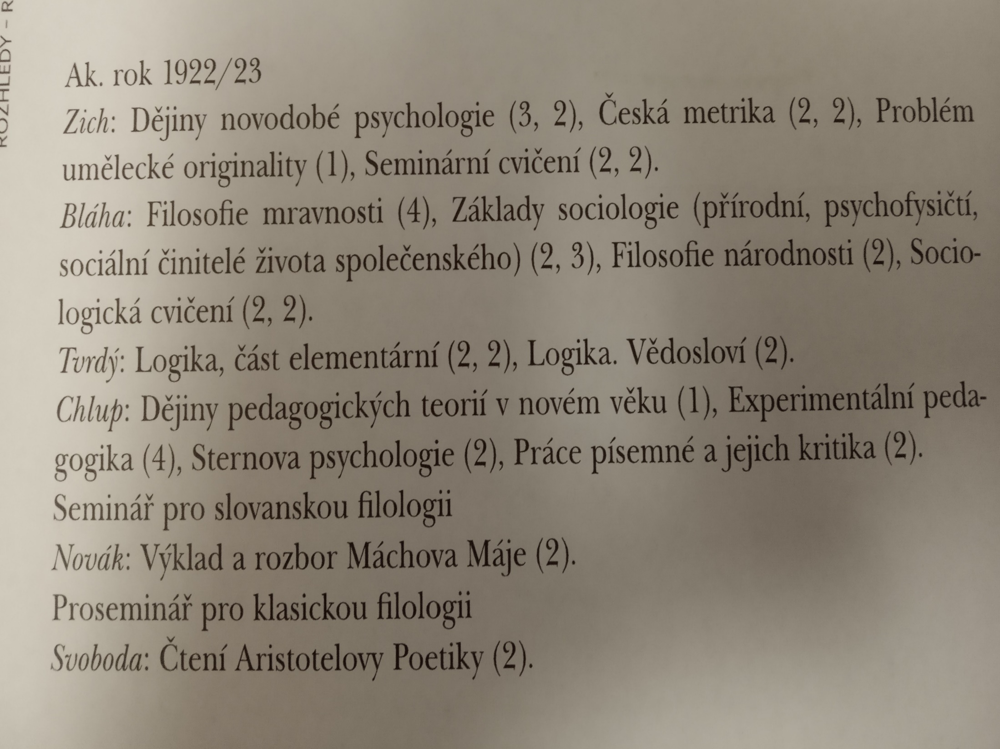 ROZHLEDY – R
Ak. rok 1922/23
Zich: Dějiny novodobé psychologie (3, 2), Česká metrika (2, 2), Problém
umělecké originality (1), Seminární cvičení (2, 2).
Bláha: Filosofie mravnosti (4), Základy sociologie (přírodní, psychofysičtí,
sociální činitelé života společenského) (2, 3), Filosofie národnosti (2), Socio-
logická cvičení (2, 2).
Tvrdý: Logika, část elementární (2, 2), Logika. Vědosloví (2).
Chlup: Dějiny pedagogických teorií v novém věku (1), Experimentální peda-
gogika (4), Sternova psychologie (2), Práce písemné a jejich kritika (2).
Seminář pro slovanskou filologii
Novák: Výklad a rozbor Máchova Máje (2).
Proseminář pro klasickou filologii
Svoboda: Čtení Aristotelovy Poetiky (2).